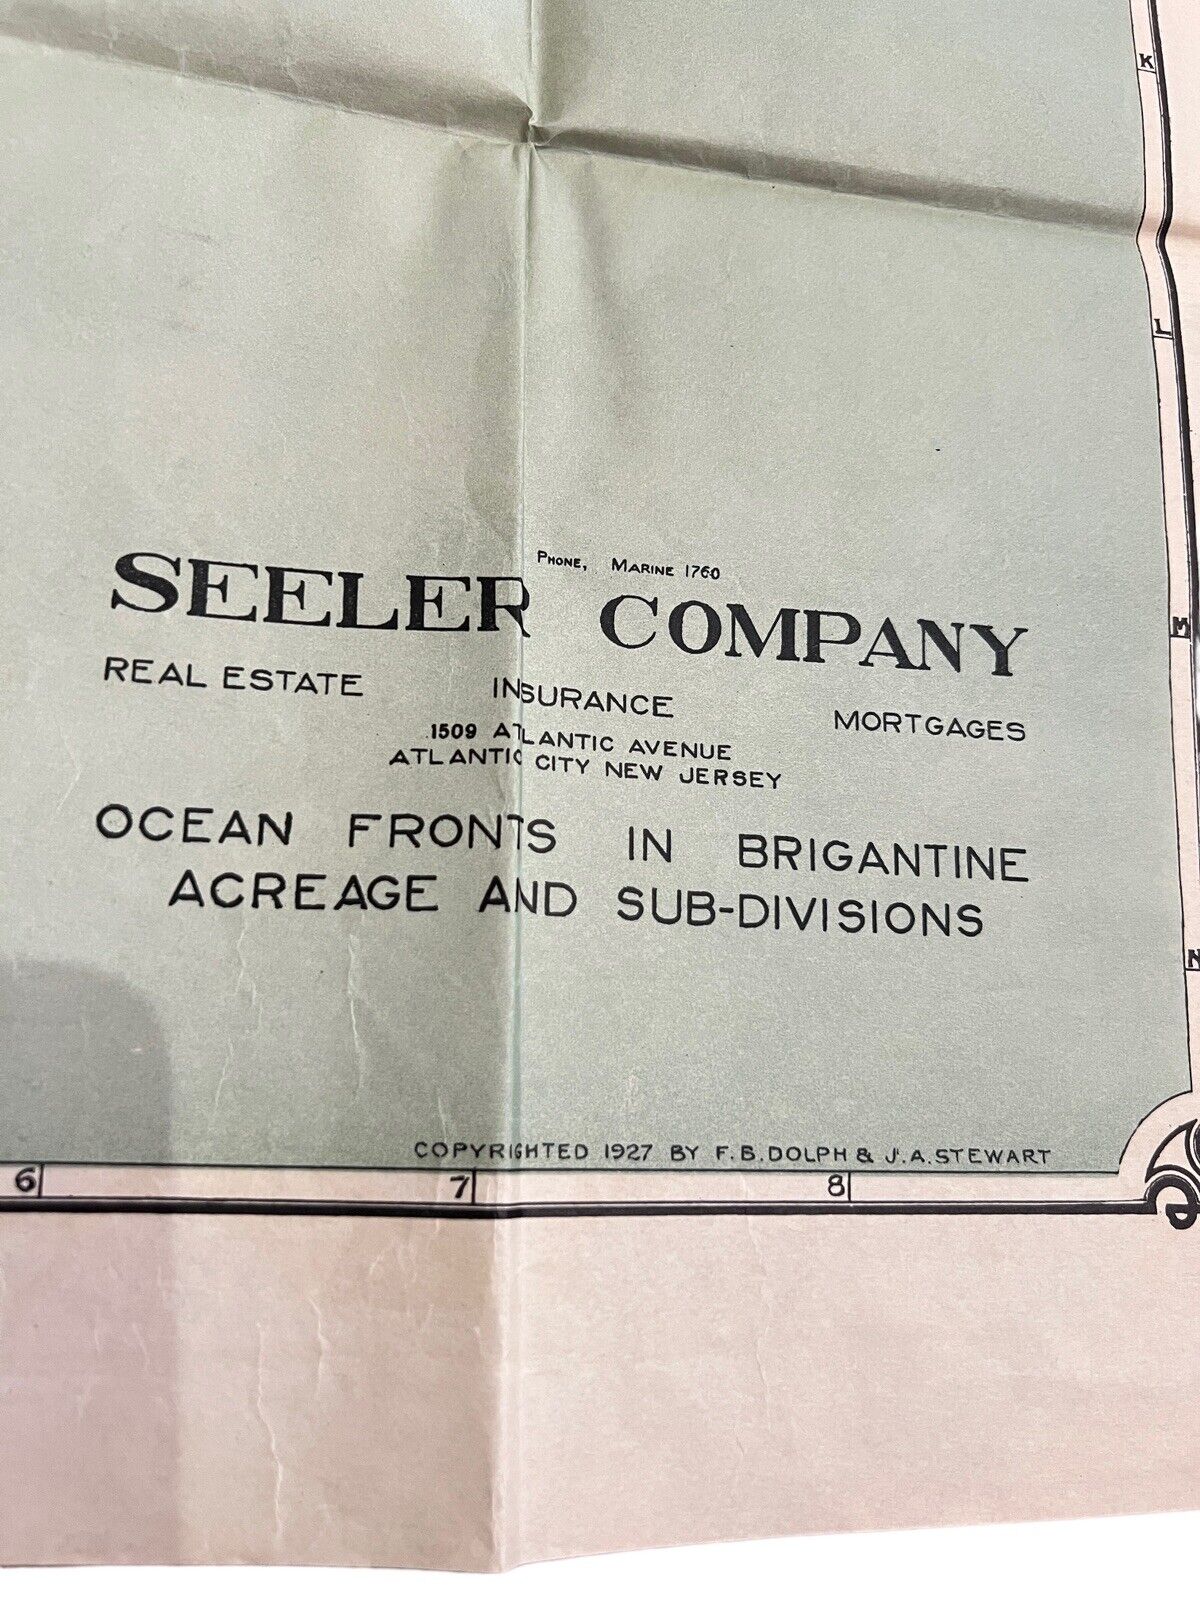 K
L
PHONE, MARINE 1760
SEELER COMPANY
M
REAL ESTATE INSURANCE MORTGAGES
1509 ATLANTIC AVENUE
ATLANTIC CITY NEW JERSEY
OCEAN FRONTS IN BRIGANTINE
ACREAGE AND SUB-DIVISIONS
N
COPYRIGHTED 1927 BY F. B. DOLPH & J. A. STEWART
6 7 8